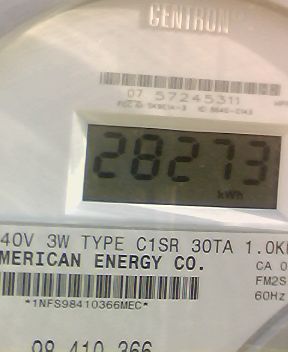 CENTRON
07 57245311
28273
kWh
40V 3W TYPE C1SR 30TA 1.0K
MERICAN ENERGY CO.
CA 0
FM2S
60Hz
*1NFS98410366MEC*
98 410 366